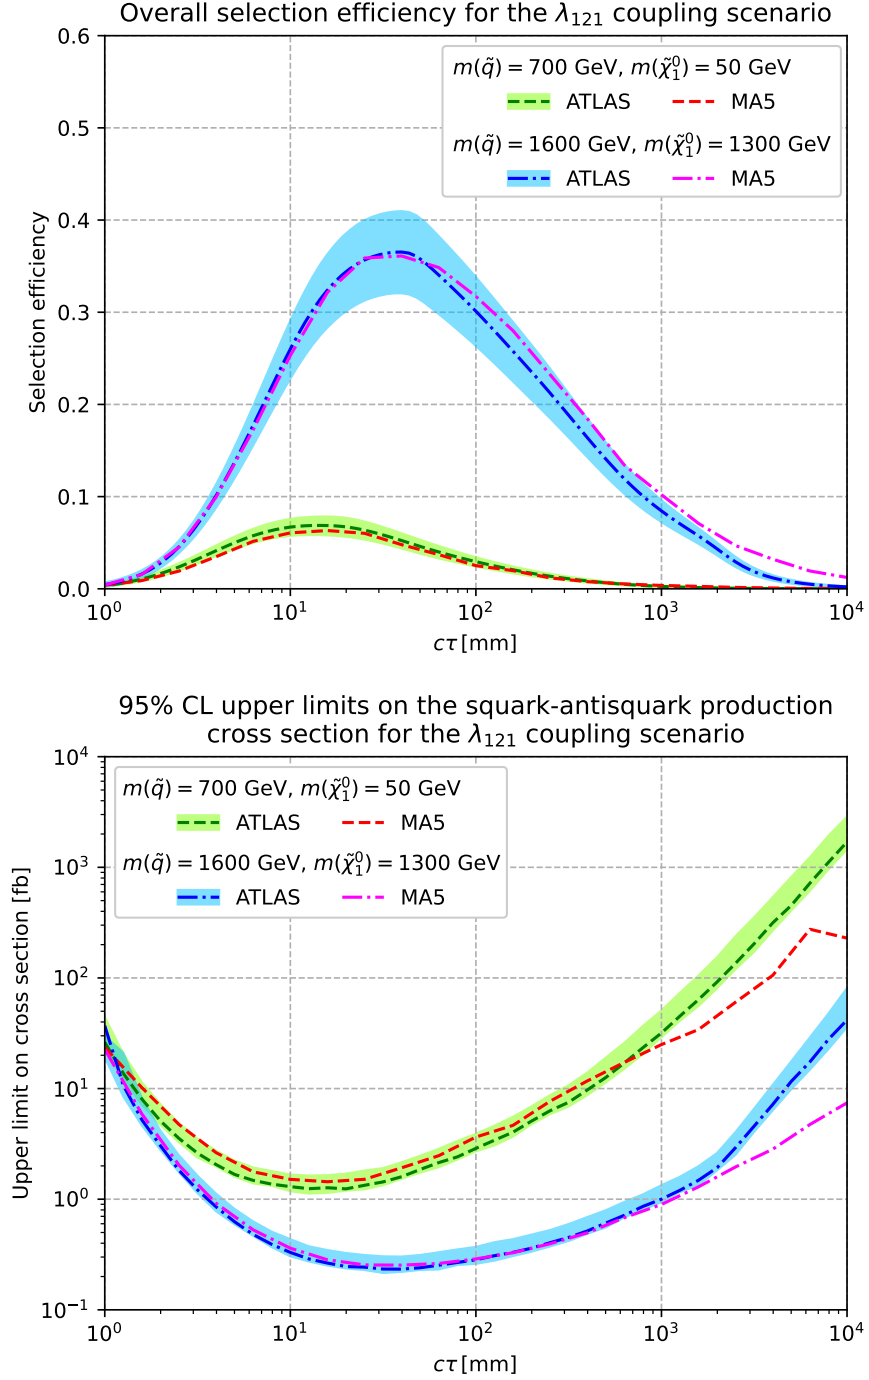 Overall selection efficiency for the λ₁₂₁ coupling scenario
0.6
0.5
0.4
0.3
0.2
0.1
0.0
Selection efficiency
m(q̃) = 700 GeV, m(χ̃₁⁰) = 50 GeV
ATLAS MA5
m(q̃) = 1600 GeV, m(χ̃₁⁰) = 1300 GeV
ATLAS MA5
10⁰ 10¹ 10² 10³ 10⁴
cτ [mm]
95% CL upper limits on the squark-antisquark production
cross section for the λ₁₂₁ coupling scenario
10⁴
10³
10²
10¹
10⁰
10⁻¹
Upper limit on cross section [fb]
m(q̃) = 700 GeV, m(χ̃₁⁰) = 50 GeV
ATLAS MA5
m(q̃) = 1600 GeV, m(χ̃₁⁰) = 1300 GeV
ATLAS MA5
10⁰ 10¹ 10² 10³ 10⁴
cτ [mm]